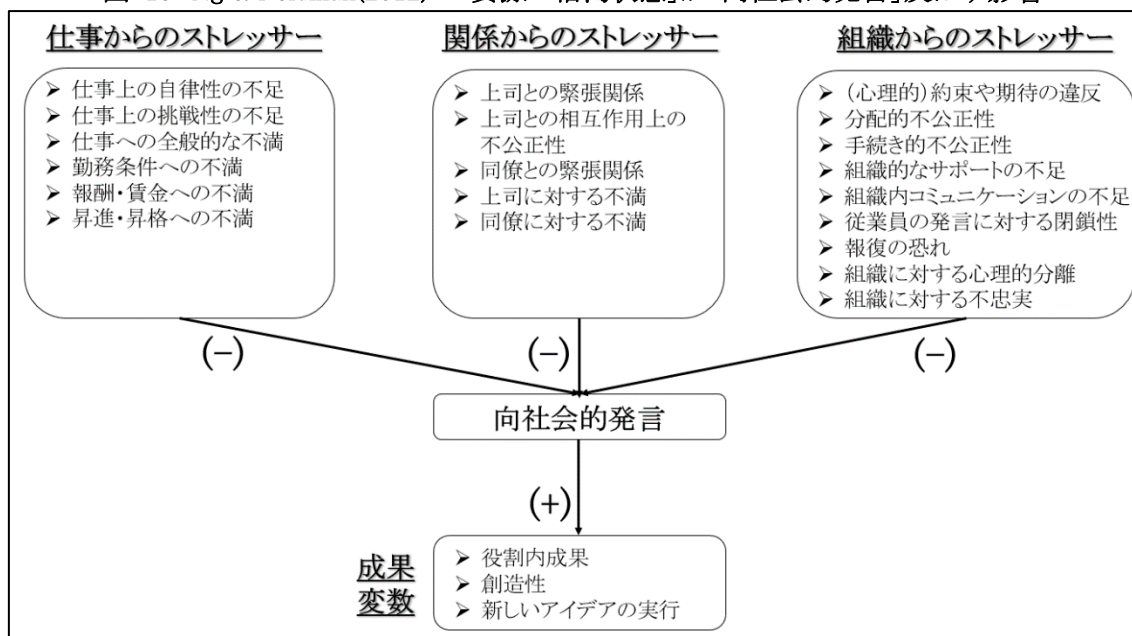 仕事からのストレッサー
➢ 仕事上の自律性の不足
➢ 仕事上の挑戦性の不足
➢ 仕事への全般的な不満
➢ 勤務条件への不満
➢ 報酬・賃金への不満
➢ 昇進・昇格への不満
関係からのストレッサー
➢ 上司との緊張関係
➢ 上司との相互作用上の
不公正性
➢ 同僚との緊張関係
➢ 上司に対する不満
➢ 同僚に対する不満
組織からのストレッサー
➢ (心理的)約束や期待の違反
➢ 分配的不公正性
➢ 手続き的不公正性
➢ 組織的なサポートの不足
➢ 組織内コミュニケーションの不足
➢ 従業員の発言に対する閉鎖性
➢ 報復の恐れ
➢ 組織に対する心理的分離
➢ 組織に対する不忠実
(−)
(−)
(−)
向社会的発言
(+)
成果
変数
➢ 役割内成果
➢ 創造性
➢ 新しいアイデアの実行